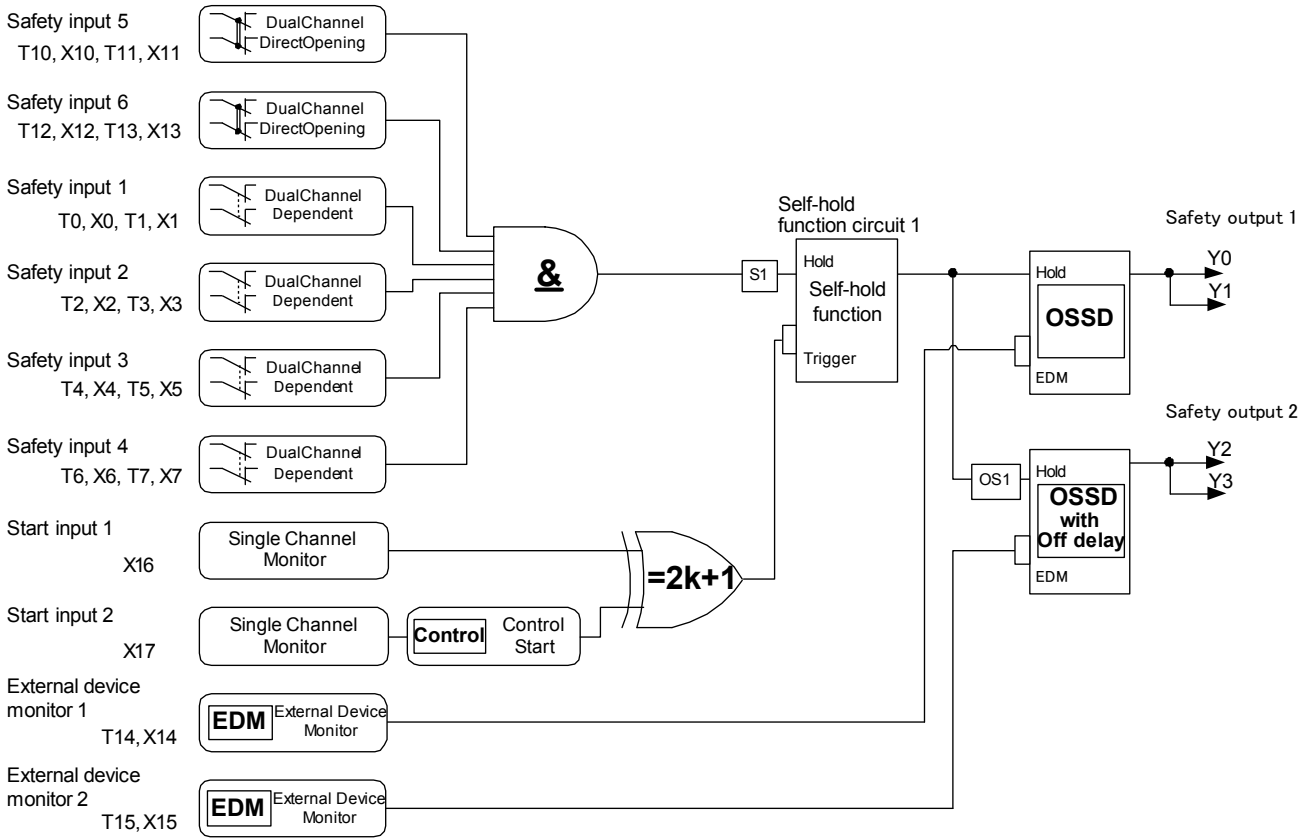 Safety input 5
T10, X10, T11, X11
DualChannel
DirectOpening
Safety input 6
T12, X12, T13, X13
DualChannel
DirectOpening
Safety input 1
T0, X0, T1, X1
DualChannel
Dependent
Safety input 2
T2, X2, T3, X3
DualChannel
Dependent
Safety input 3
T4, X4, T5, X5
DualChannel
Dependent
Safety input 4
T6, X6, T7, X7
DualChannel
Dependent
&
S1
Self-hold
function circuit 1
Hold
Self-hold
function
Trigger
Safety output 1
Hold
OSSD
EDM
Y0
Y1
Safety output 2
OS1
Hold
OSSD
with
Off delay
EDM
Y2
Y3
Start input 1
X16
Single Channel
Monitor
=2k+1
Start input 2
X17
Single Channel
Monitor
Control
Control
Start
External device
monitor 1
T14, X14
EDM
External Device
Monitor
External device
monitor 2
T15, X15
EDM
External Device
Monitor